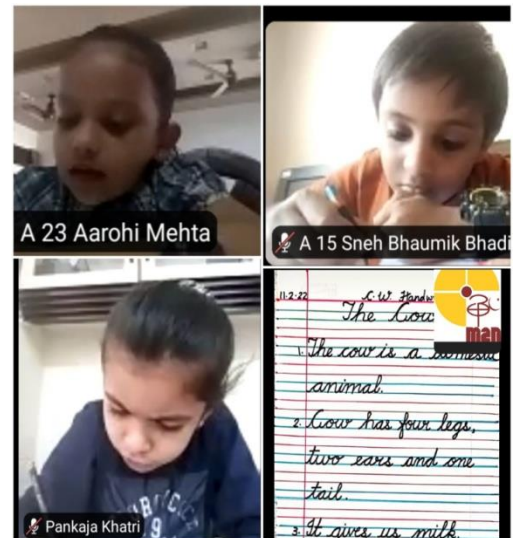 A 23 Aarohi Mehta
A 15 Sneh Bhaumik Bhadi
Pankaja Khatri
11-2-22
C.W.
The Cow
1. The cow is a
animal.
2. Cow has four legs,
two ears and one
tail.
3. It gives us milk.